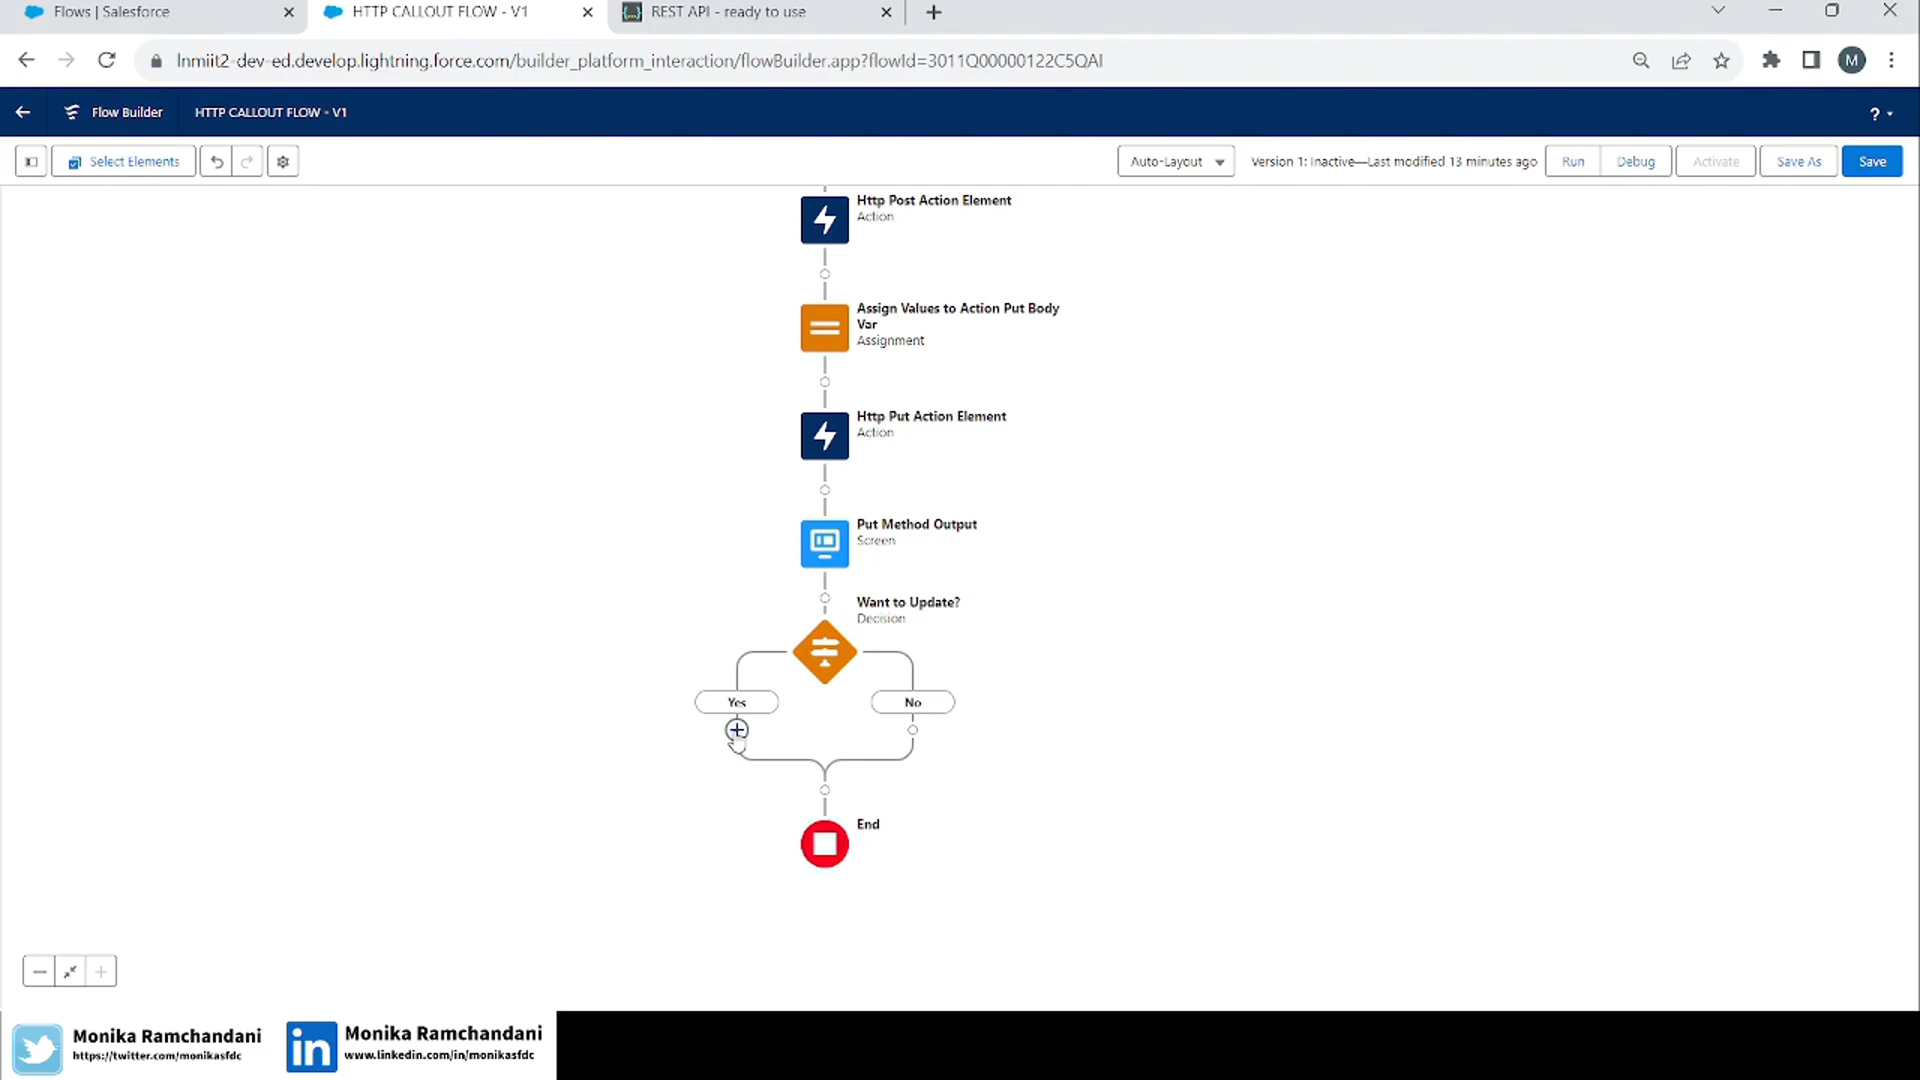 Flows | Salesforce
HTTP CALLOUT FLOW - V1
REST API - ready to use
lnmiit2-dev-ed.develop.lightning.force.com/builder_platform_interaction/flowBuilder.app?flowId=3011Q00000122C5QAI
M
Flow Builder
HTTP CALLOUT FLOW - V1
?
Select Elements
Auto-Layout
Version 1: Inactive—Last modified 13 minutes ago
Run
Debug
Activate
Save As
Save
Http Post Action Element
Action
Assign Values to Action Put Body
Var
Assignment
Http Put Action Element
Action
Put Method Output
Screen
Want to Update?
Decision
Yes
No
End
Monika Ramchandani
https://twitter.com/monikasfdc
in
Monika Ramchandani
www.linkedin.com/in/monikasfdc